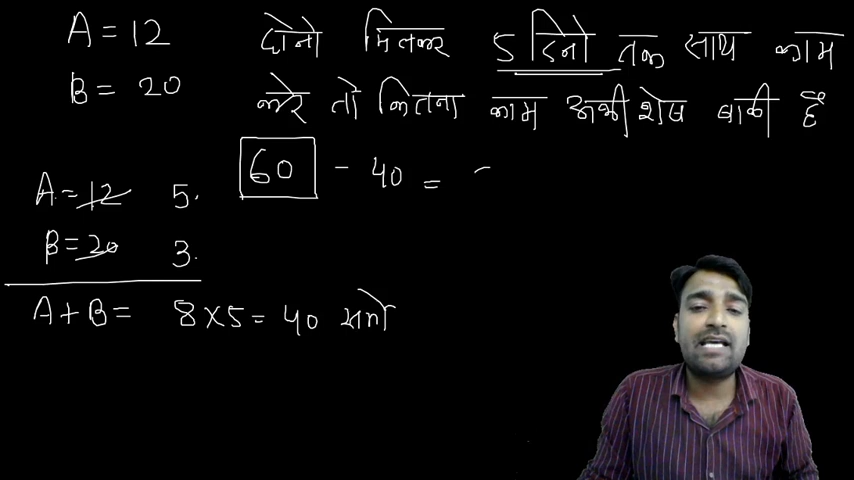 A = 12 दोनो मिलकर 5 दिनो तक साथ काम
B = 20 करे तो कितना काम अभी शेष बाकी है
60 - 40 =
A = 12 5.
B = 20 3.
A + B = 8 × 5 = 40